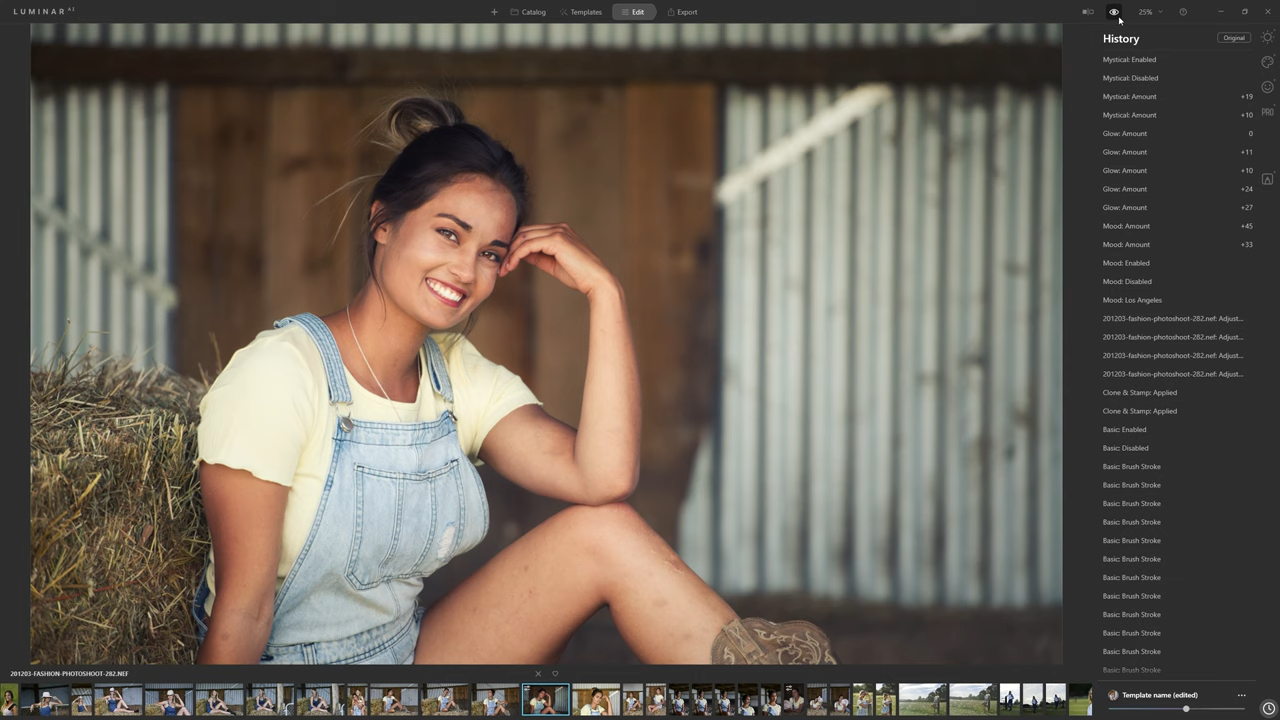 LUMINAR AI
Catalog
Templates
Edit
Export
25%
History
Original
Mystical: Enabled
Mystical: Disabled
Mystical: Amount +19
Mystical: Amount +10
Glow: Amount 0
Glow: Amount +11
Glow: Amount +10
Glow: Amount +24
Glow: Amount +27
Mood: Amount +45
Mood: Amount +33
Mood: Enabled
Mood: Disabled
Mood: Los Angeles
201203-fashion-photoshoot-282.nef: Adjust...
201203-fashion-photoshoot-282.nef: Adjust...
201203-fashion-photoshoot-282.nef: Adjust...
201203-fashion-photoshoot-282.nef: Adjust...
Clone & Stamp: Applied
Clone & Stamp: Applied
Basic: Enabled
Basic: Disabled
Basic: Brush Stroke
Basic: Brush Stroke
Basic: Brush Stroke
Basic: Brush Stroke
Basic: Brush Stroke
Basic: Brush Stroke
Basic: Brush Stroke
Basic: Brush Stroke
Basic: Brush Stroke
Basic: Brush Stroke
Basic: Brush Stroke
Basic: Brush Stroke
PRO
201203-FASHION-PHOTOSHOOT-282.NEF
Template name (edited)